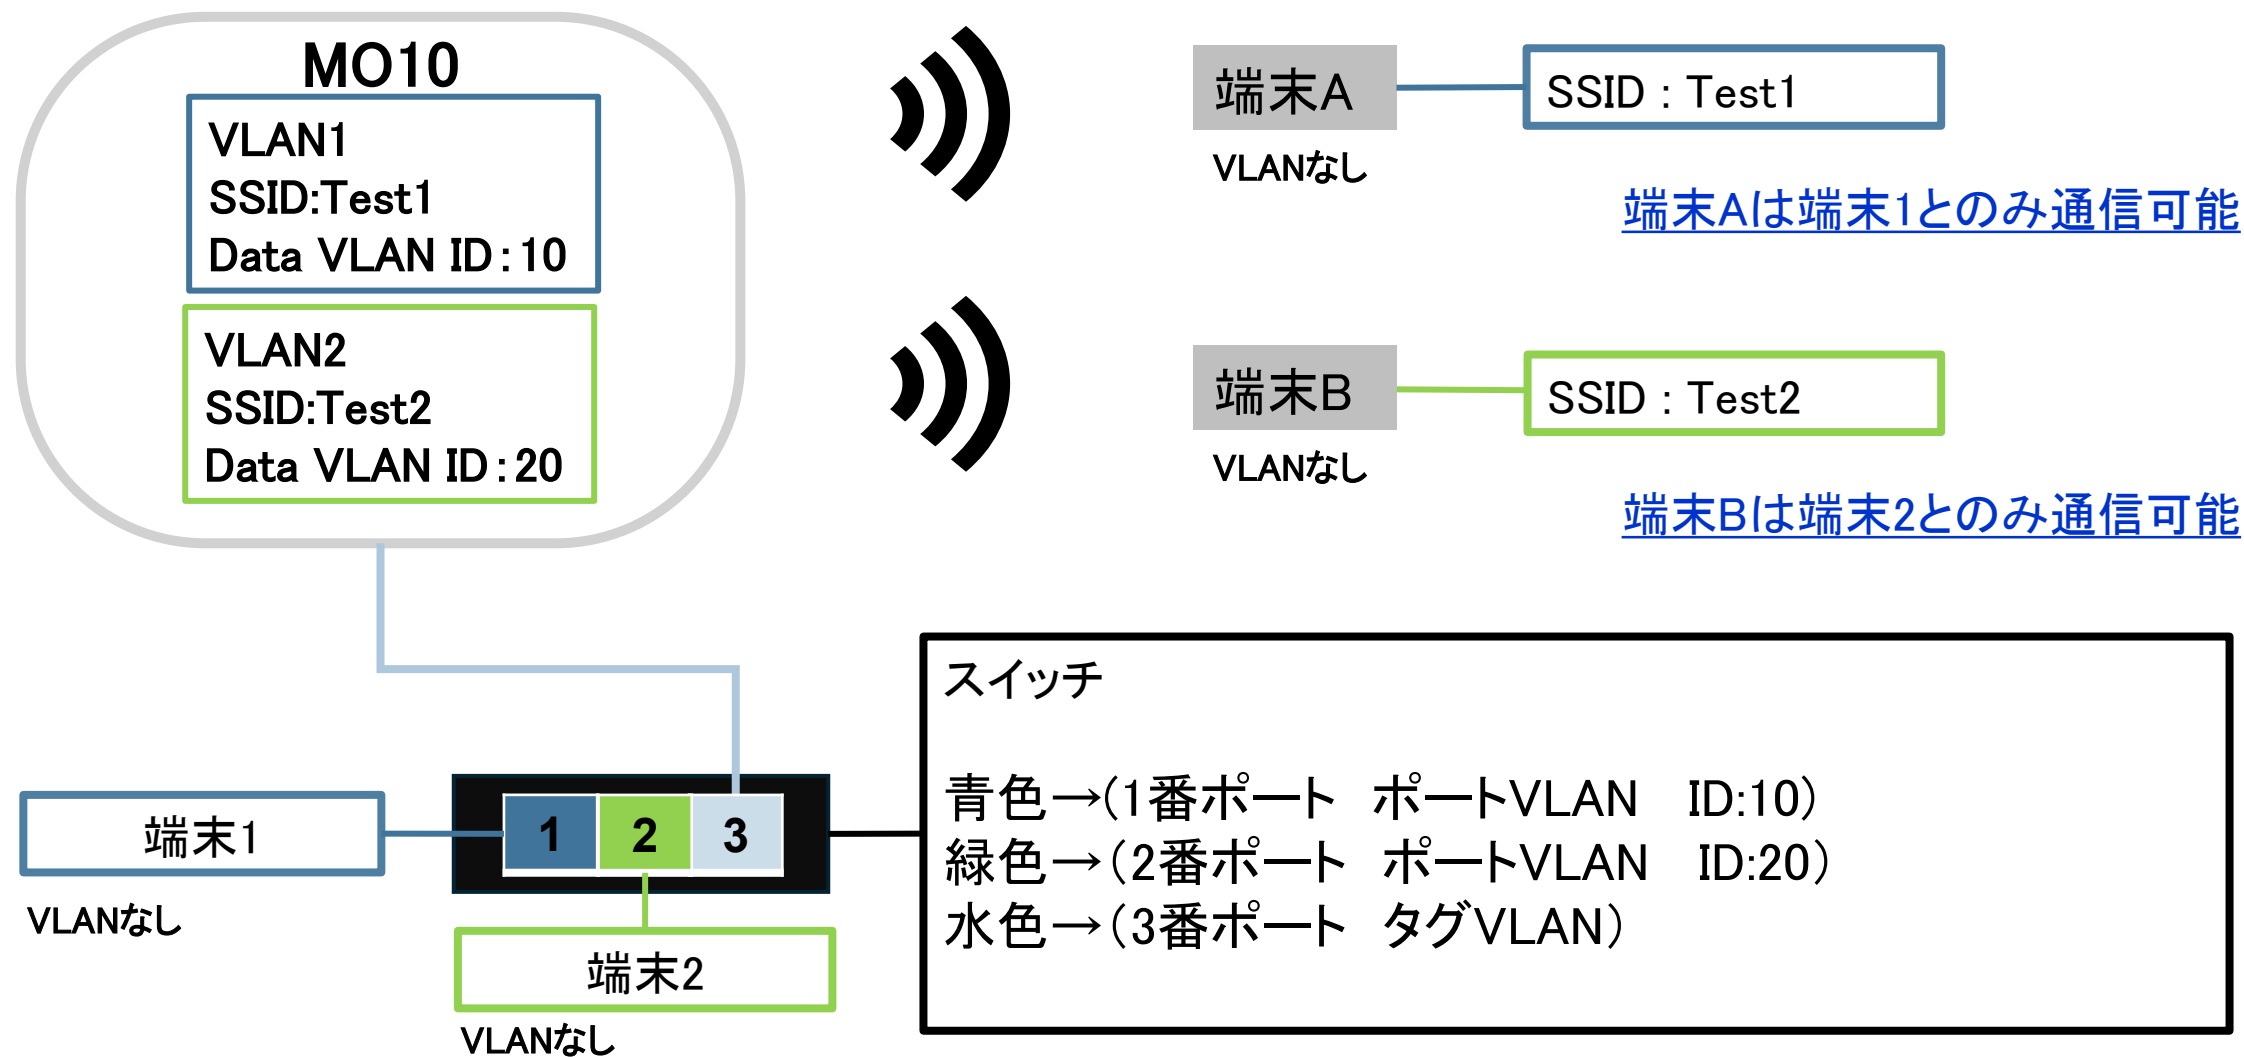 MO10
VLAN1
SSID:Test1
Data VLAN ID：10
VLAN2
SSID:Test2
Data VLAN ID：20
端末A
VLANなし
SSID：Test1
端末Aは端末1とのみ通信可能
端末B
VLANなし
SSID：Test2
端末Bは端末2とのみ通信可能
端末1
VLANなし
1 2 3
端末2
VLANなし
スイッチ
青色→(1番ポート　ポートVLAN　ID:10)
緑色→(2番ポート　ポートVLAN　ID:20)
水色→(3番ポート　タグVLAN)